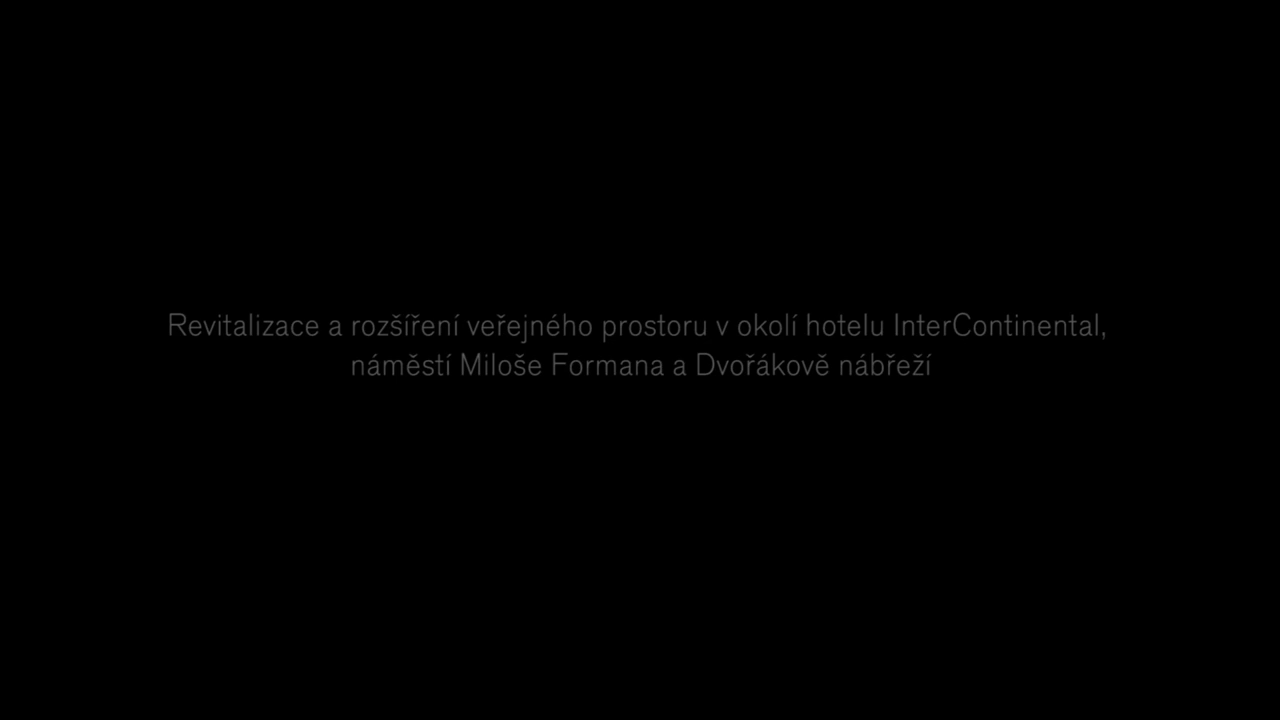 Revitalizace a rozšíření veřejného prostoru v okolí hotelu InterContinental,
náměstí Miloše Formana a Dvořákově nábřeží